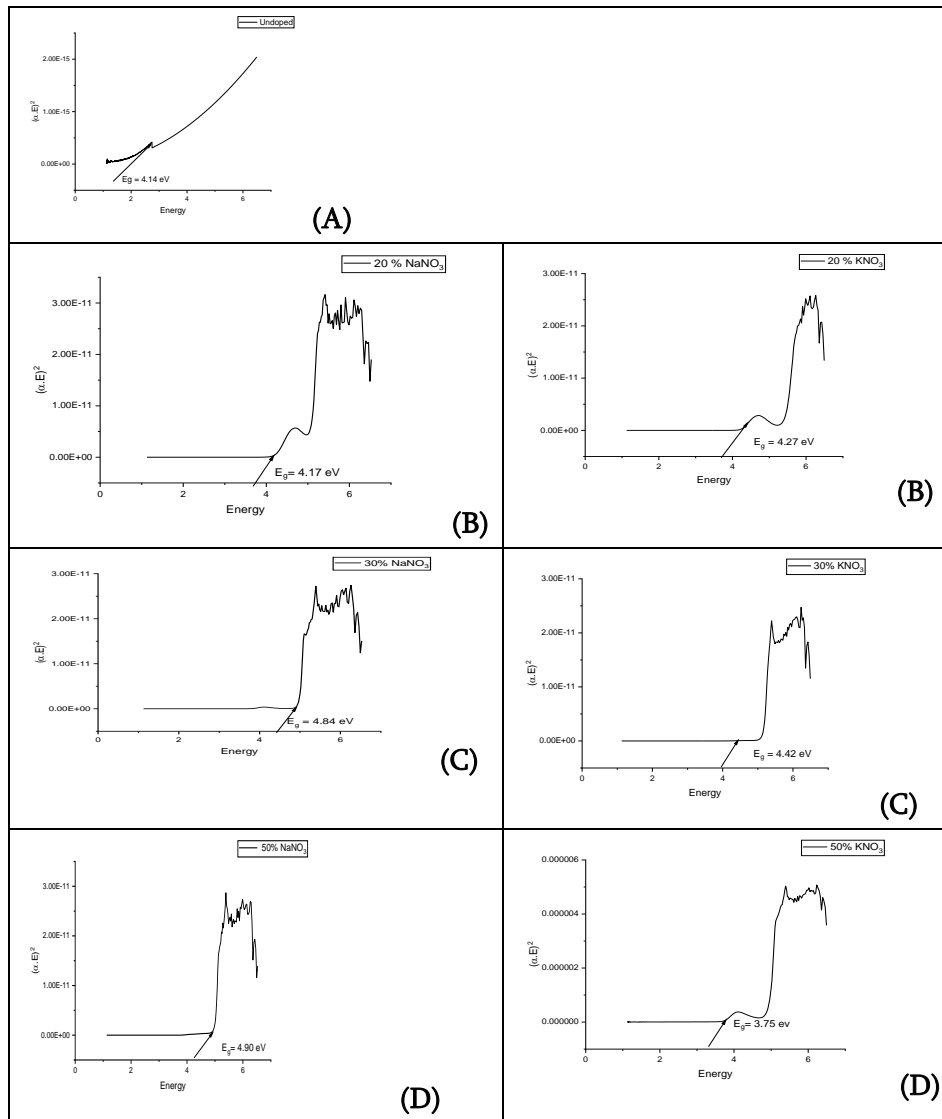 Undoped
2.00E-15
1.00E-15
0.00E+00
(α.E)²
Eg = 4.14 eV
0 2 4 6
Energy
(A)
20 % NaNO₃
3.00E-11
2.00E-11
1.00E-11
0.00E+00
(α.E)²
E₉= 4.17 eV
0 2 4 6
Energy
(B)
20 % KNO₃
3.00E-11
2.00E-11
1.00E-11
0.00E+00
(α.E)²
E₉ = 4.27 eV
0 2 4 6
Energy
(B)
30% NaNO₃
3.00E-11
2.00E-11
1.00E-11
0.00E+00
(α.E)²
E₉ = 4.84 eV
0 2 4 6
Energy
(C)
30% KNO₃
3.00E-11
2.00E-11
1.00E-11
0.00E+00
(α.E)²
E₉ = 4.42 eV
0 2 4 6
Energy
(C)
50% NaNO₃
3.00E-11
2.00E-11
1.00E-11
0.00E+00
(α.E)²
E₉= 4.90 eV
0 2 4 6
Energy
(D)
50% KNO₃
0.000006
0.000004
0.000002
0.000000
(α.E)²
E₉= 3.75 ev
0 2 4 6
Energy
(D)